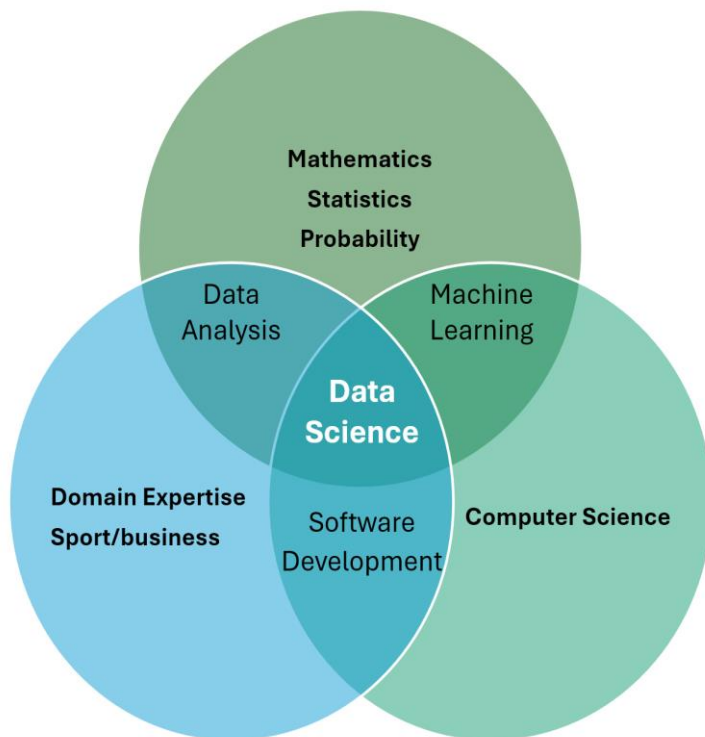 Mathematics
Statistics
Probability
Data
Analysis
Machine
Learning
Data
Science
Domain Expertise
Sport/business
Software
Development
Computer Science